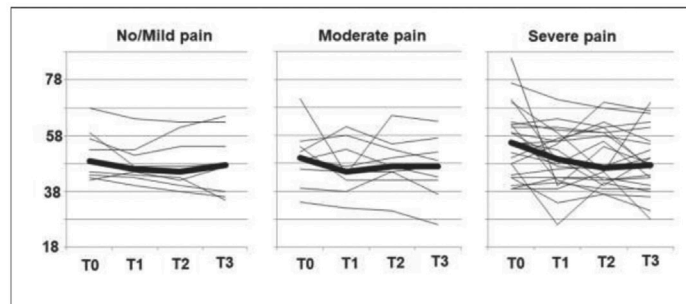 No/Mild pain
Moderate pain
Severe pain
78
58
38
18
T0 T1 T2 T3
T0 T1 T2 T3
T0 T1 T2 T3